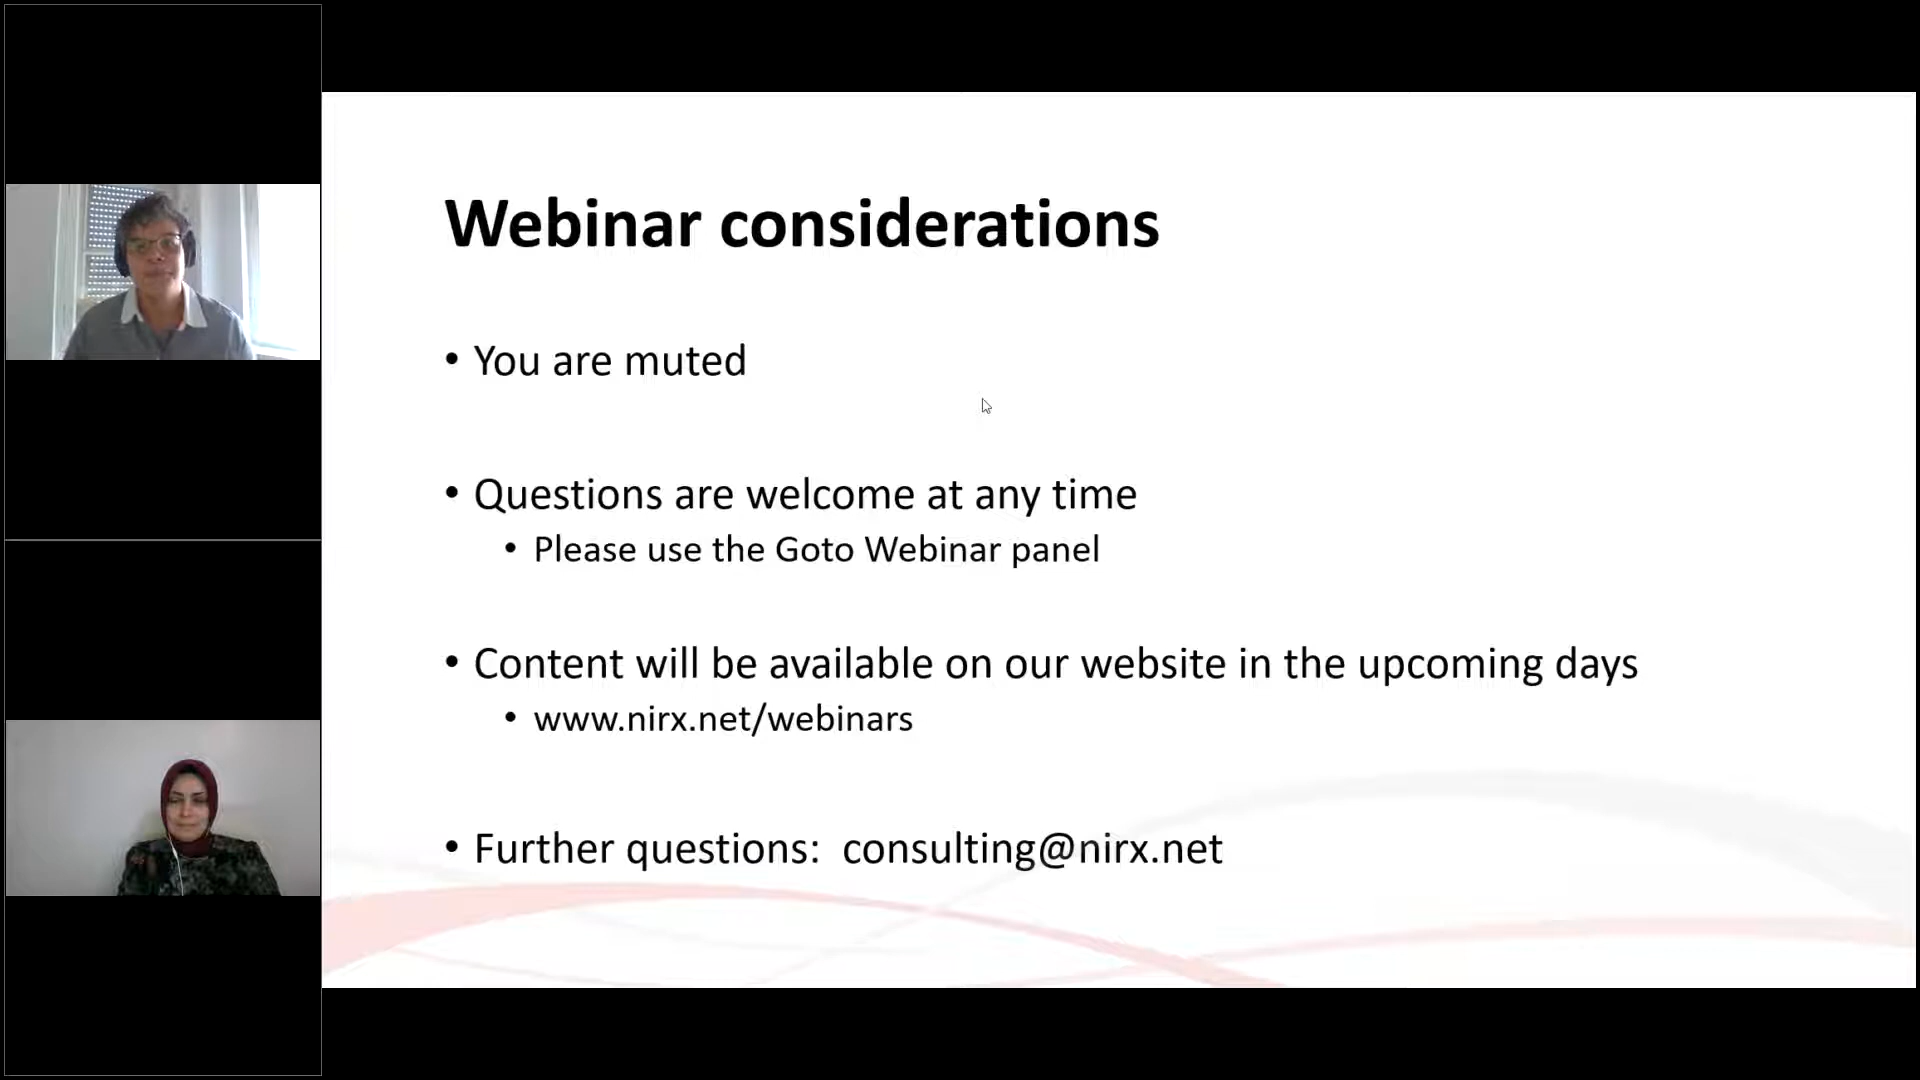 Webinar considerations
• You are muted
• Questions are welcome at any time
• Please use the Goto Webinar panel
• Content will be available on our website in the upcoming days
• www.nirx.net/webinars
• Further questions:  consulting@nirx.net